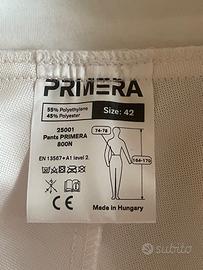 PRIMERA
55% Polyethylene
45% Polyester
Size: 42
25001
Pants PRIMERA
800N
EN 13567+A1 level 2.
74-78
164-170
CE
Made in Hungary
subito